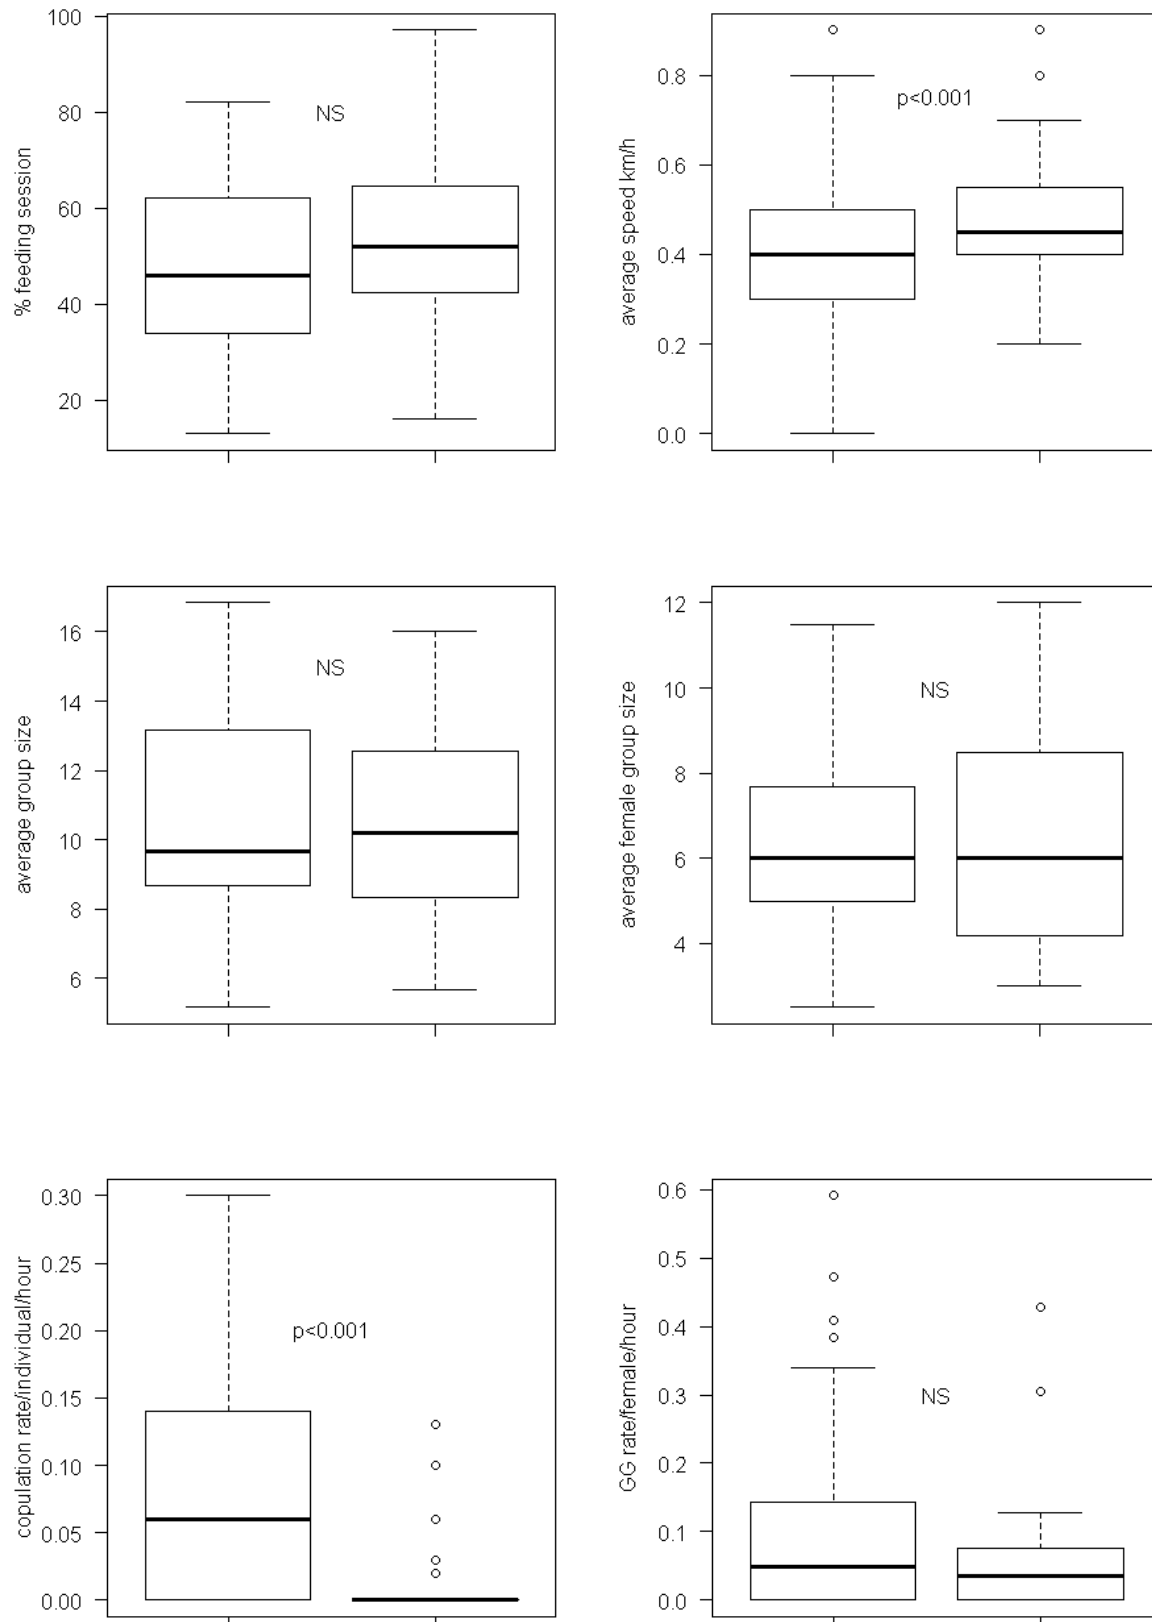 100
80
60
40
20
% feeding session
NS
0.8
0.6
0.4
0.2
0.0
average speed km/h
p<0.001
16
14
12
10
8
6
average group size
NS
12
10
8
6
4
average female group size
NS
0.30
0.25
0.20
0.15
0.10
0.05
0.00
copulation rate/individual/hour
p<0.001
0.6
0.5
0.4
0.3
0.2
0.1
0.0
GG rate/female/hour
NS